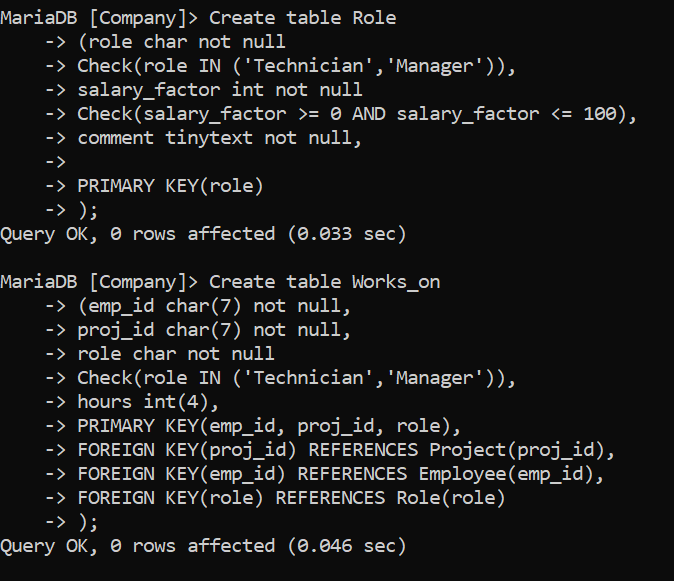 MariaDB [Company]> Create table Role
    -> (role char not null
    -> Check(role IN ('Technician','Manager')),
    -> salary_factor int not null
    -> Check(salary_factor >= 0 AND salary_factor <= 100),
    -> comment tinytext not null,
    ->
    -> PRIMARY KEY(role)
    -> );
Query OK, 0 rows affected (0.033 sec)

MariaDB [Company]> Create table Works_on
    -> (emp_id char(7) not null,
    -> proj_id char(7) not null,
    -> role char not null
    -> Check(role IN ('Technician','Manager')),
    -> hours int(4),
    -> PRIMARY KEY(emp_id, proj_id, role),
    -> FOREIGN KEY(proj_id) REFERENCES Project(proj_id),
    -> FOREIGN KEY(emp_id) REFERENCES Employee(emp_id),
    -> FOREIGN KEY(role) REFERENCES Role(role)
    -> );
Query OK, 0 rows affected (0.046 sec)